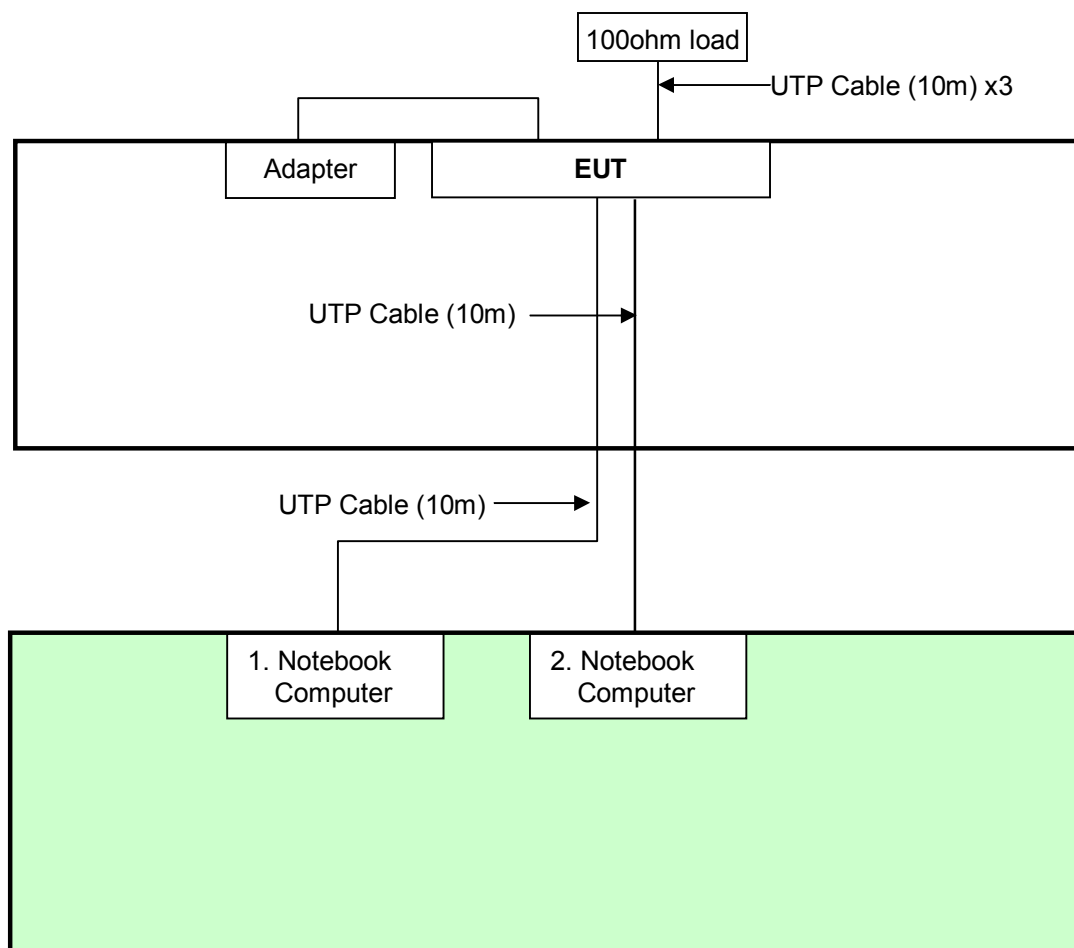 100ohm load
UTP Cable (10m) x3
Adapter
EUT
UTP Cable (10m)
UTP Cable (10m)
1. Notebook
Computer
2. Notebook
Computer